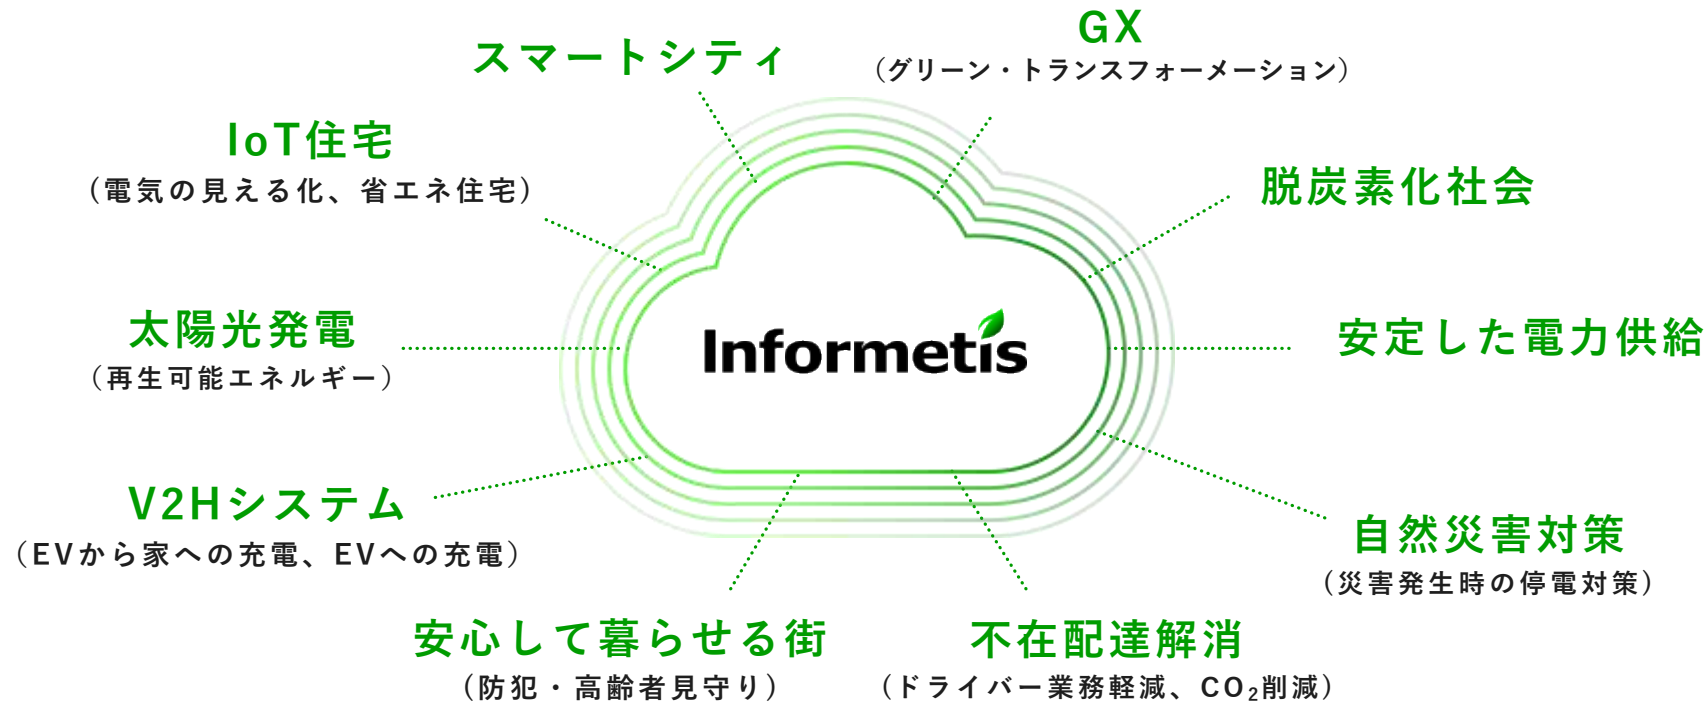 スマートシティ
GX
（グリーン・トランスフォーメーション）
IoT住宅
（電気の見える化、省エネ住宅）
脱炭素化社会
太陽光発電
（再生可能エネルギー）
Informetis
安定した電力供給
V2Hシステム
（EVから家への充電、EVへの充電）
自然災害対策
（災害発生時の停電対策）
安心して暮らせる街
（防犯・高齢者見守り）
不在配達解消
（ドライバー業務軽減、CO₂削減）